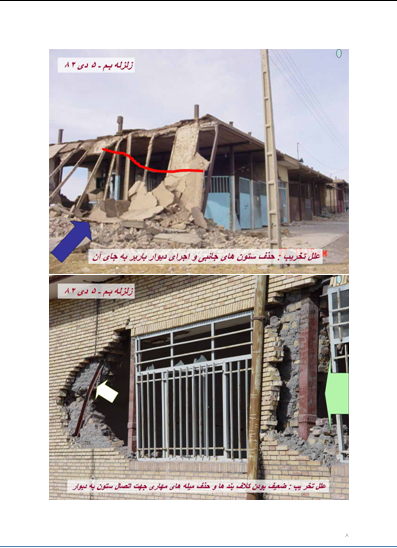 زلزله بم - ۵ دی ۸۲
علل تخریب : حذف ستون های جانبی و اجرای دیوار باربر به جای آن
زلزله بم - ۵ دی ۸۲
علل تخریب : ضعیف بودن کلاف بند ها و حذف میله های مهاری جهت اتصال ستون به دیوار
۸